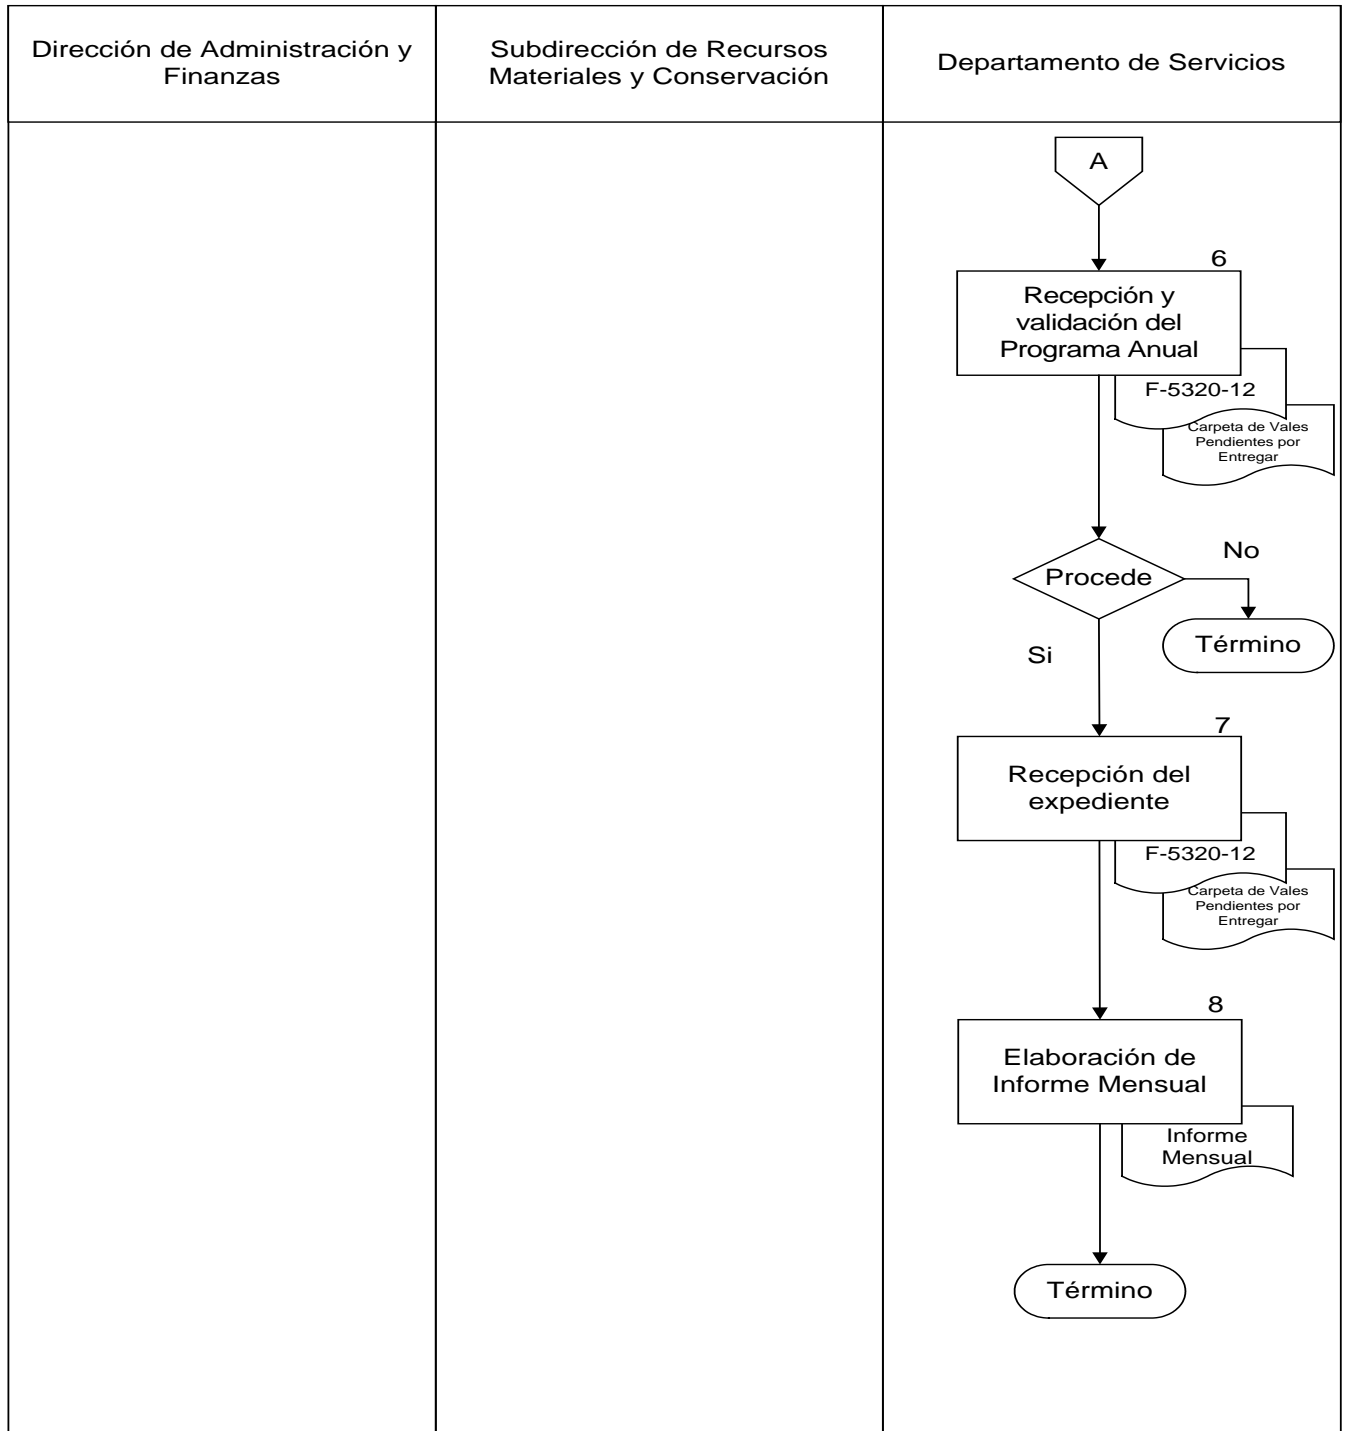 Dirección de Administración y
Finanzas
Subdirección de Recursos
Materiales y Conservación
Departamento de Servicios
A
6
Recepción y
validación del
Programa Anual
F-5320-12
Carpeta de Vales
Pendientes por
Entregar
Procede
No
Término
Si
7
Recepción del
expediente
F-5320-12
Carpeta de Vales
Pendientes por
Entregar
8
Elaboración de
Informe Mensual
Informe
Mensual
Término